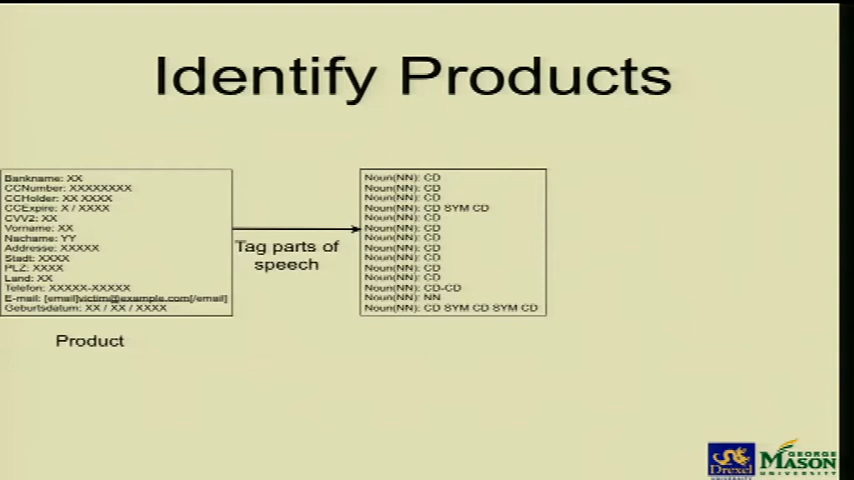 Identify Products
Bankname: XX
CCNumber: XXXXXXXX
CCHolder: XX XXXX
CCExpire: X / XXXX
CVV2: XX
Vorname: XX
Nachame: YY
Addresse: XXXXX
Stadt: XXXX
PLZ: XXXX
Land: XX
Telefon: XXXXX-XXXXX
E-mail: [email]victim@example.com[/email]
Geburtsdatum: XX / XX / XXXX
Product
Tag parts of
speech
Noun(NN): CD
Noun(NN): CD
Noun(NN): CD
Noun(NN): CD SYM CD
Noun(NN): CD
Noun(NN): CD
Noun(NN): CD
Noun(NN): CD
Noun(NN): CD
Noun(NN): CD
Noun(NN): CD
Noun(NN): CD-CD
Noun(NN): NN
Noun(NN): CD SYM CD SYM CD
Drexel
UNIVERSITY
GEORGE
MASON
UNIVERSITY